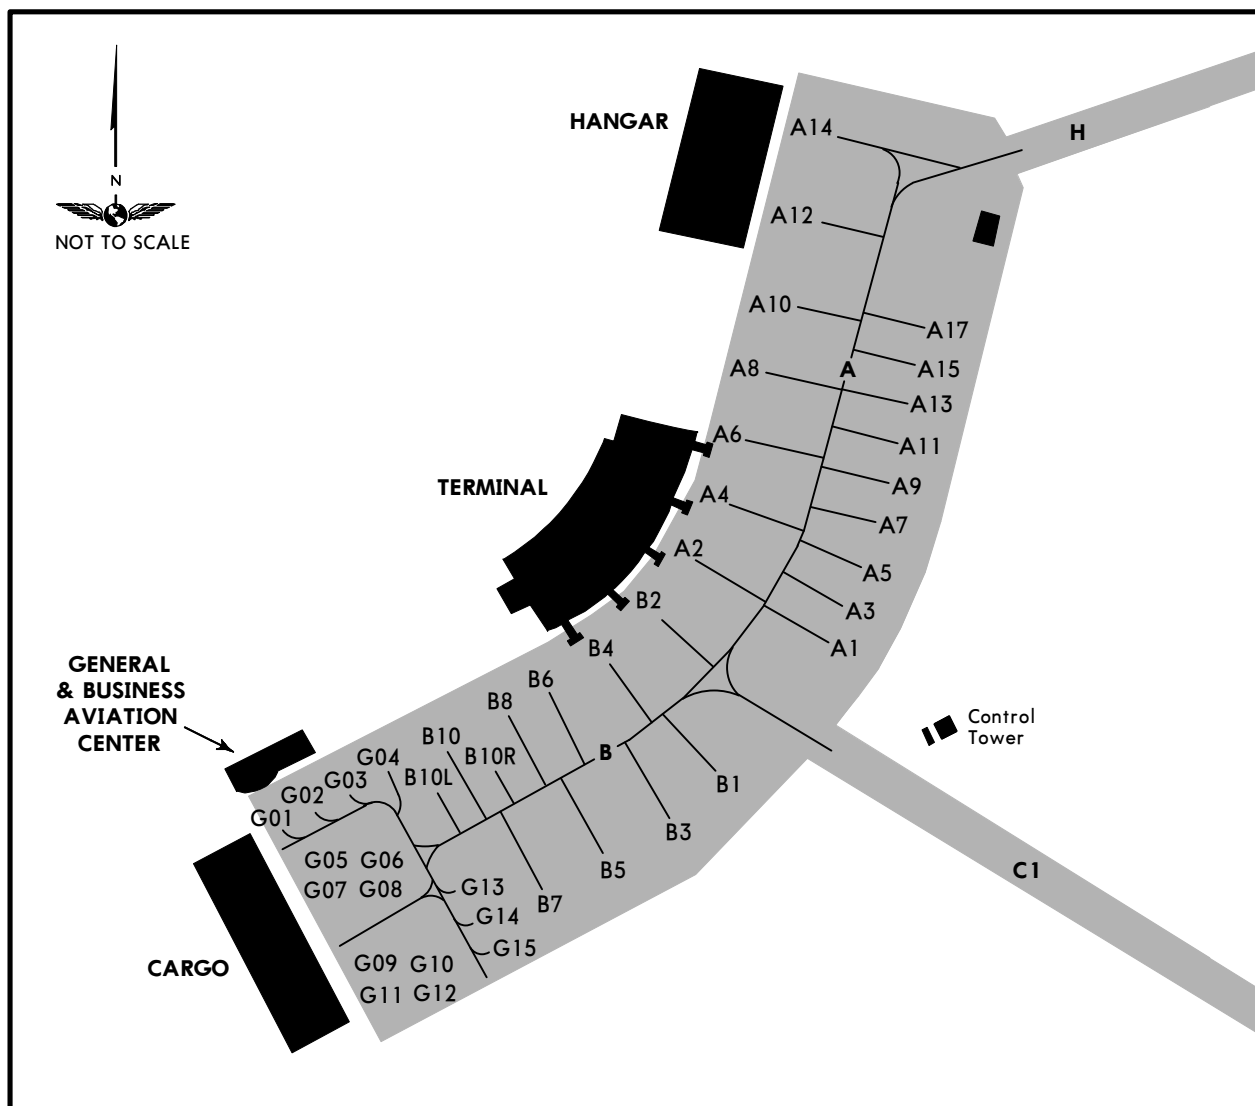 HANGAR
A14
H
N
NOT TO SCALE
A12
A10
A17
A15
A8
A
A13
A6
A11
TERMINAL
A9
A4
A7
A2
A5
B2
A3
A1
B4
GENERAL
& BUSINESS
AVIATION
CENTER
B6
B8
B10
B10R
B
Control
Tower
G04
G03
B10L
B1
G02
G01
B3
G05 G06
G07 G08
B5
C1
G13
B7
G14
G15
CARGO
G09 G10
G11 G12